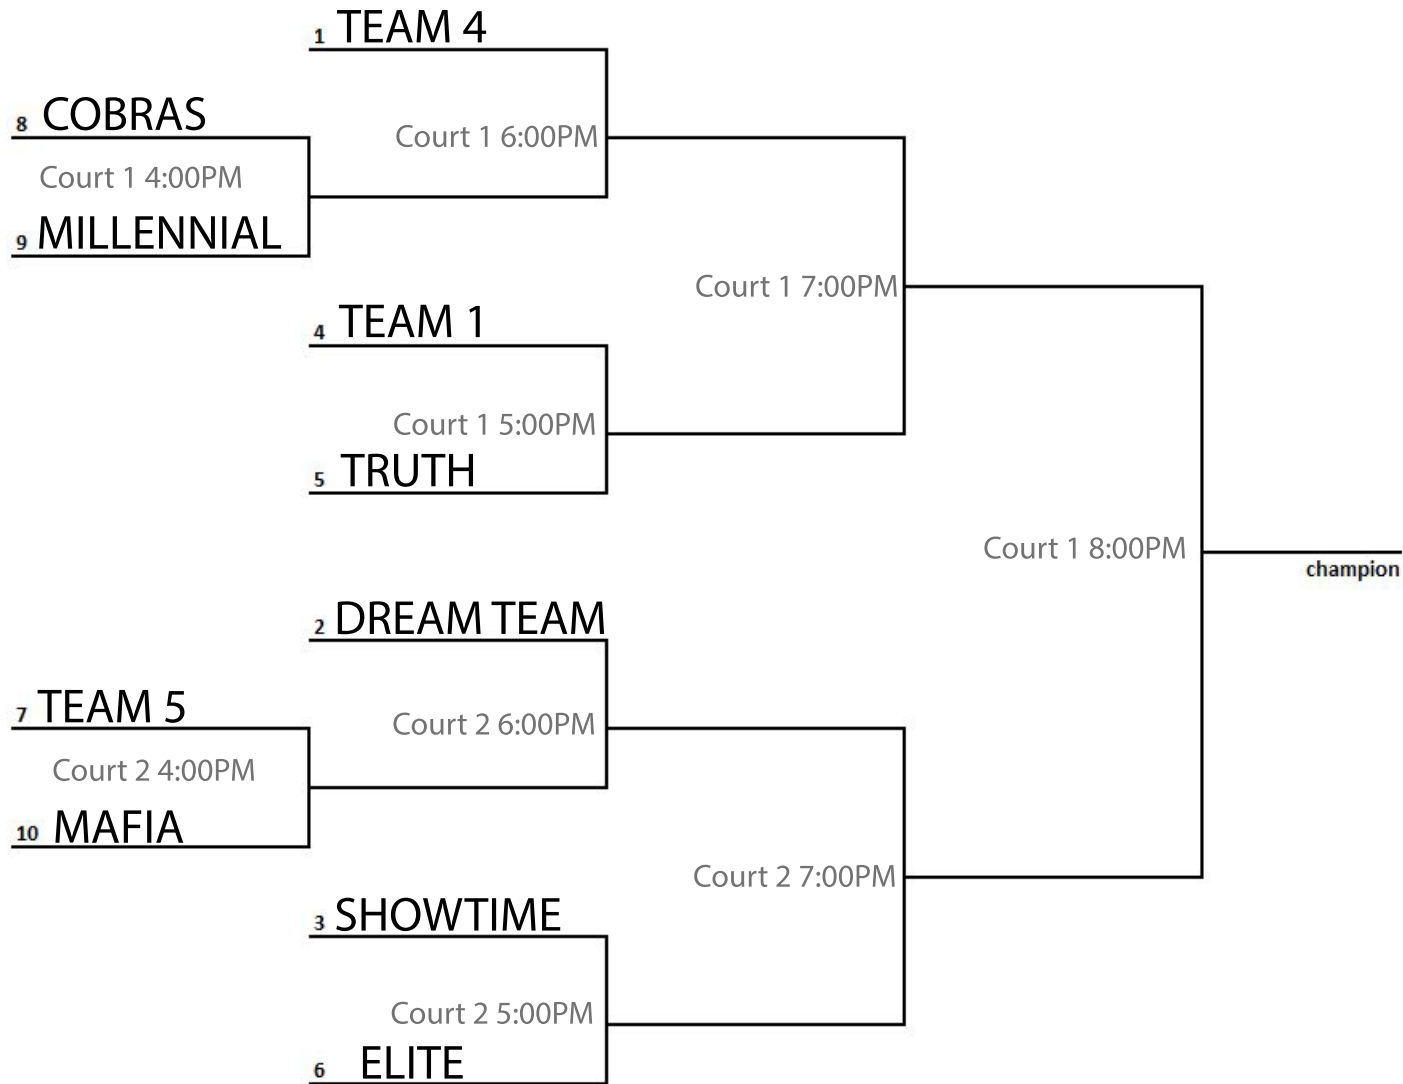 1 TEAM 4
8 COBRAS
Court 1 6:00PM
Court 1 4:00PM
9 MILLENNIAL
Court 1 7:00PM
4 TEAM 1
Court 1 5:00PM
5 TRUTH
Court 1 8:00PM
champion
2 DREAM TEAM
7 TEAM 5
Court 2 6:00PM
Court 2 4:00PM
10 MAFIA
Court 2 7:00PM
3 SHOWTIME
Court 2 5:00PM
6 ELITE